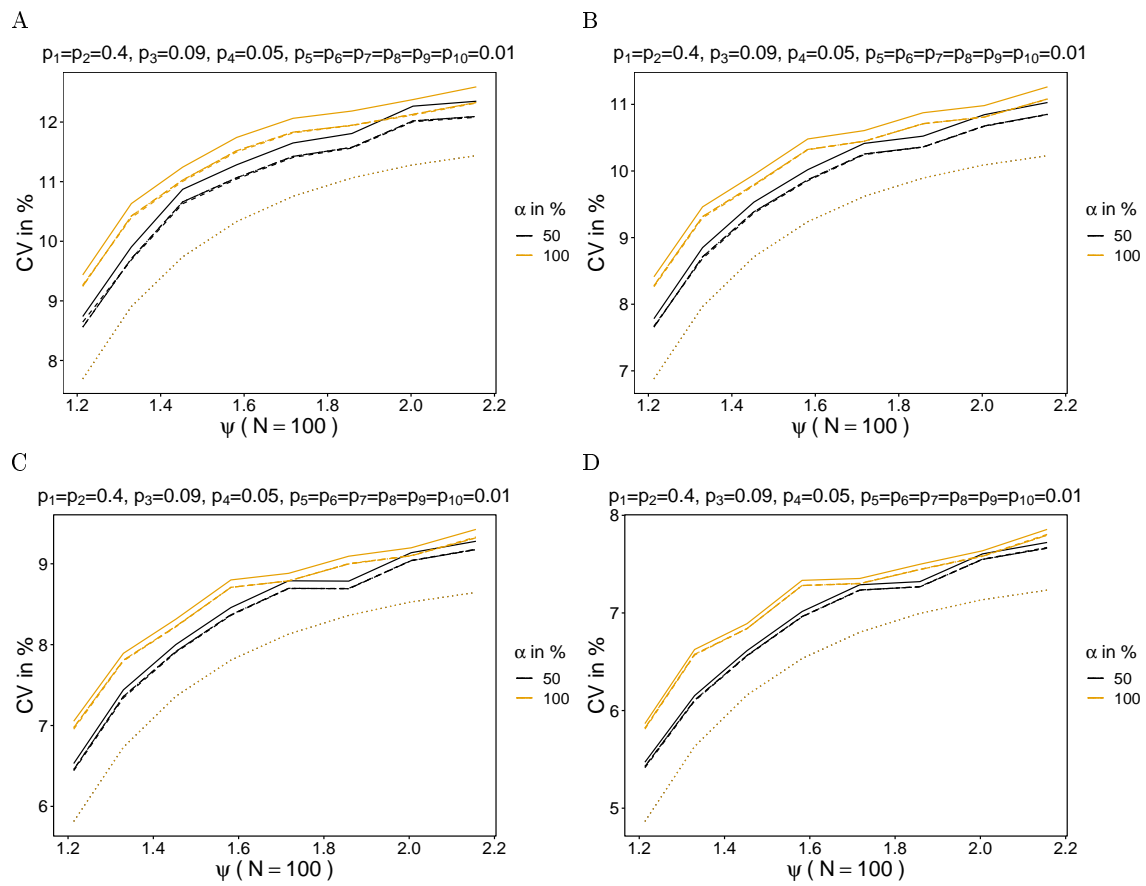 A
p₁=p₂=0.4, p₃=0.09, p₄=0.05, p₅=p₆=p₇=p₈=p₉=p₁₀=0.01
CV in %
12
11
10
9
8
1.2 1.4 1.6 1.8 2.0 2.2
ψ ( N = 100 )
α in %
50
100
B
p₁=p₂=0.4, p₃=0.09, p₄=0.05, p₅=p₆=p₇=p₈=p₉=p₁₀=0.01
CV in %
11
10
9
8
7
1.2 1.4 1.6 1.8 2.0 2.2
ψ ( N = 100 )
α in %
50
100
C
p₁=p₂=0.4, p₃=0.09, p₄=0.05, p₅=p₆=p₇=p₈=p₉=p₁₀=0.01
CV in %
9
8
7
6
1.2 1.4 1.6 1.8 2.0 2.2
ψ ( N = 100 )
α in %
50
100
D
p₁=p₂=0.4, p₃=0.09, p₄=0.05, p₅=p₆=p₇=p₈=p₉=p₁₀=0.01
CV in %
8
7
6
5
1.2 1.4 1.6 1.8 2.0 2.2
ψ ( N = 100 )
α in %
50
100